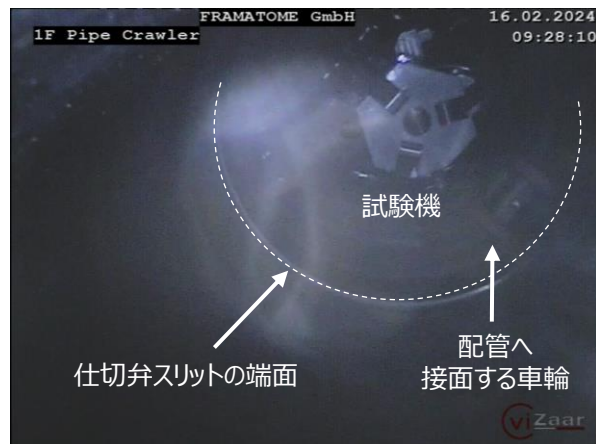 FRAMATOME GmbH
16.02.2024
1F Pipe Crawler
09:28:10
試験機
仕切弁スリットの端面
配管へ
接面する車輪
viZaar